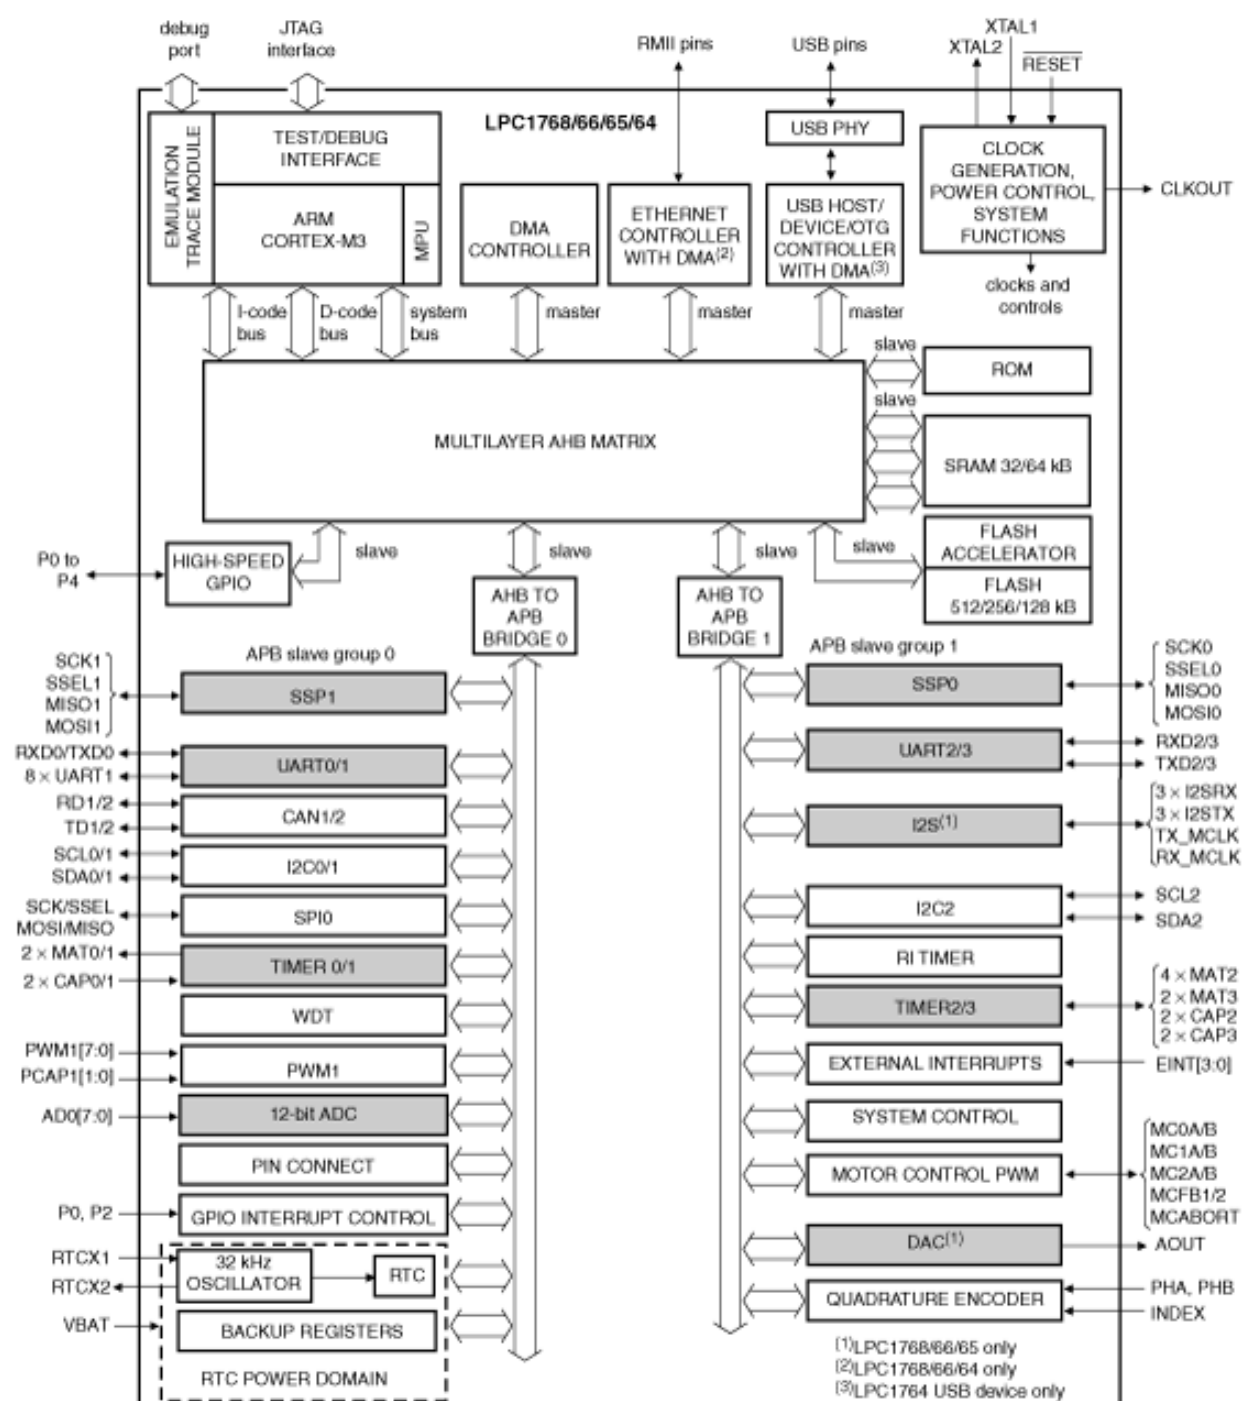 debug
port
JTAG
interface
RMII pins
USB pins
XTAL1
XTAL2
RESET
LPC1768/66/65/64
EMULATION
TRACE MODULE
TEST/DEBUG
INTERFACE
ARM
CORTEX-M3
MPU
DMA
CONTROLLER
ETHERNET
CONTROLLER
WITH DMA(2)
USB PHY
USB HOST/
DEVICE/OTG
CONTROLLER
WITH DMA(3)
CLOCK
GENERATION,
POWER CONTROL,
SYSTEM
FUNCTIONS
CLKOUT
clocks and
controls
I-code
bus
D-code
bus
system
bus
master
master
master
slave
ROM
slave
MULTILAYER AHB MATRIX
SRAM 32/64 kB
P0 to
P4
HIGH-SPEED
GPIO
slave
slave
slave
slave
FLASH
ACCELERATOR
FLASH
512/256/128 kB
AHB TO
APB
BRIDGE 0
AHB TO
APB
BRIDGE 1
APB slave group 0
SCK1
SSEL1
MISO1
MOSI1
SSP1
RXD0/TXD0
8 × UART1
UART0/1
RD1/2
TD1/2
CAN1/2
SCL0/1
SDA0/1
I2C0/1
SCK/SSEL
MOSI/MISO
SPI0
2 × MAT0/1
2 × CAP0/1
TIMER 0/1
WDT
PWM1[7:0]
PCAP1[1:0]
PWM1
AD0[7:0]
12-bit ADC
PIN CONNECT
P0, P2
GPIO INTERRUPT CONTROL
RTCX1
RTCX2
32 kHz
OSCILLATOR
RTC
VBAT
BACKUP REGISTERS
RTC POWER DOMAIN
APB slave group 1
SSP0
SCK0
SSEL0
MISO0
MOSI0
UART2/3
RXD2/3
TXD2/3
I2S(1)
3 × I2SRX
3 × I2STX
TX_MCLK
RX_MCLK
I2C2
SCL2
SDA2
RI TIMER
TIMER2/3
4 × MAT2
2 × MAT3
2 × CAP2
2 × CAP3
EXTERNAL INTERRUPTS
EINT[3:0]
SYSTEM CONTROL
MOTOR CONTROL PWM
MC0A/B
MC1A/B
MC2A/B
MCFB1/2
MCABORT
DAC(1)
AOUT
QUADRATURE ENCODER
PHA, PHB
INDEX
(1)LPC1768/66/65 only
(2)LPC1768/66/64 only
(3)LPC1764 USB device only